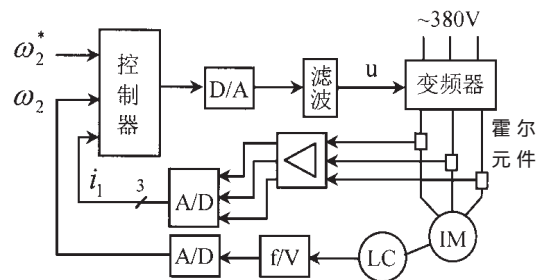 ~380V
ω₂*
控制器
D/A
滤波
u
变频器
ω₂
霍尔元件
i₁
3
A/D
A/D
f/V
LC
IM